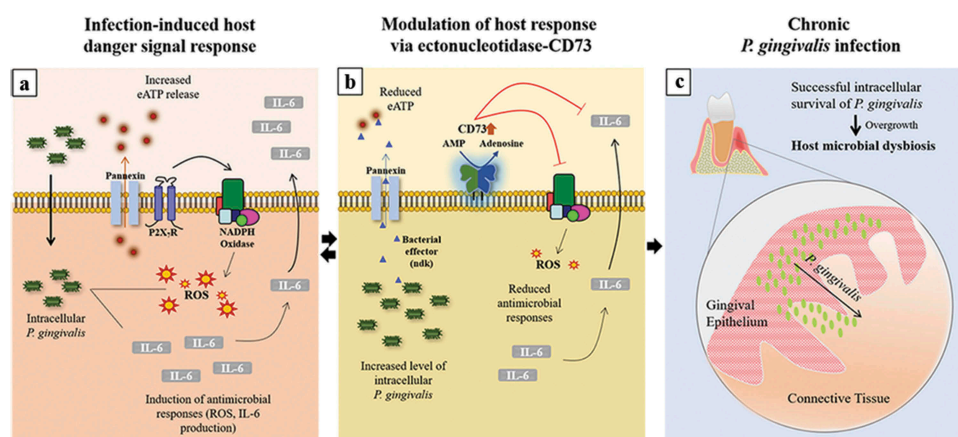 Infection-induced host
danger signal response
a
Increased
eATP release
IL-6
IL-6
IL-6
Pannexin
P2X₇R
NADPH
Oxidase
ROS
Intracellular
P. gingivalis
IL-6
IL-6
IL-6
IL-6
IL-6
Induction of antimicrobial
responses (ROS, IL-6
production)
Modulation of host response
via ectonucleotidase-CD73
b
Reduced
eATP
CD73
AMP
Adenosine
IL-6
Pannexin
Bacterial
effector
(ndk)
ROS
IL-6
Reduced
antimicrobial
responses
IL-6
IL-6
Increased level of
intracellular
P. gingivalis
Chronic
P. gingivalis infection
c
Successful intracellular
survival of P. gingivalis
Overgrowth
Host microbial dysbiosis
P. gingivalis
Gingival
Epithelium
Connective Tissue